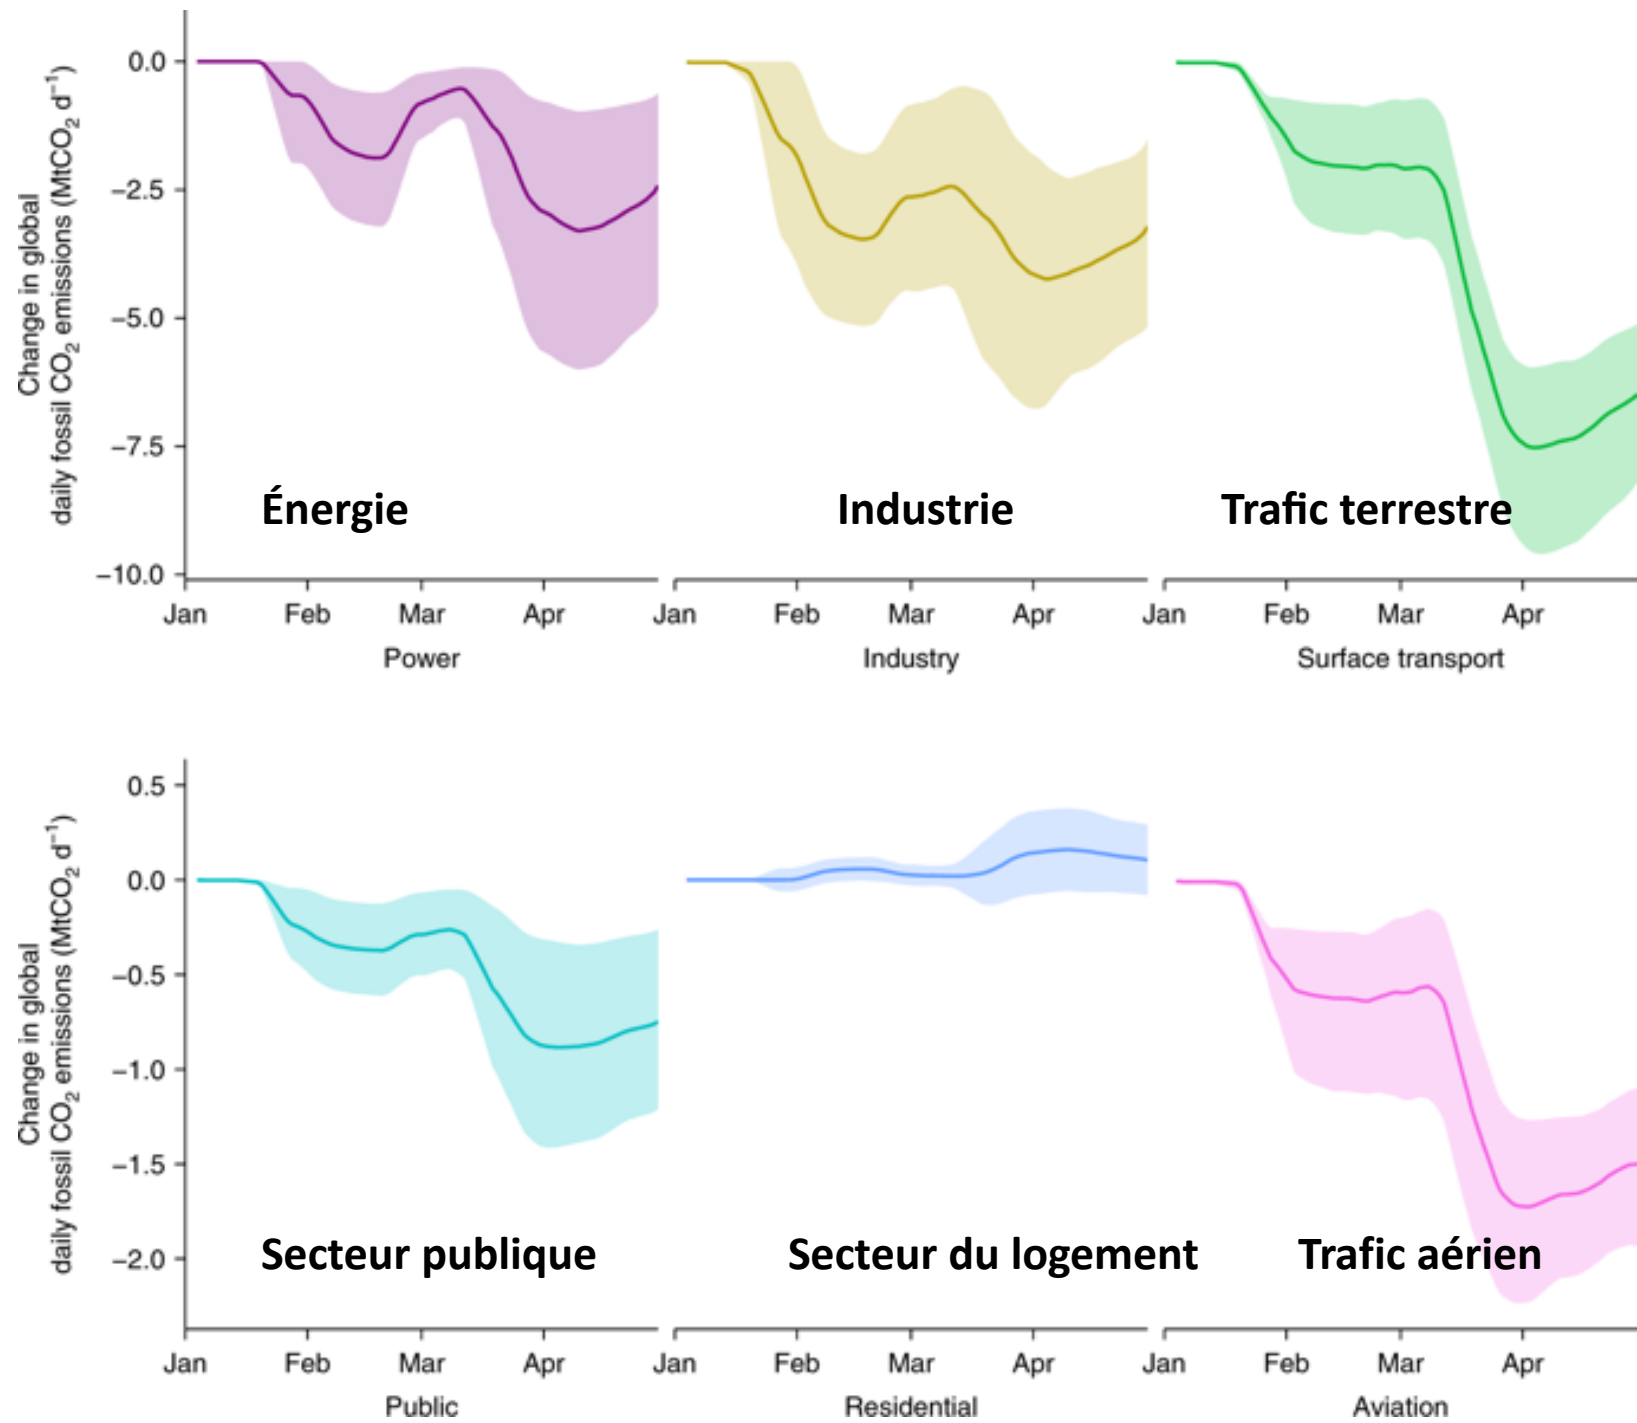 Change in global
daily fossil CO₂ emissions (MtCO₂ d⁻¹)
0.0
−2.5
−5.0
−7.5
−10.0
Énergie
Industrie
Trafic terrestre
Jan Feb Mar Apr Jan Feb Mar Apr Jan Feb Mar Apr
Power
Industry
Surface transport
Change in global
daily fossil CO₂ emissions (MtCO₂ d⁻¹)
0.5
0.0
−0.5
−1.0
−1.5
−2.0
Secteur publique
Secteur du logement
Trafic aérien
Jan Feb Mar Apr Jan Feb Mar Apr Jan Feb Mar Apr
Public
Residential
Aviation